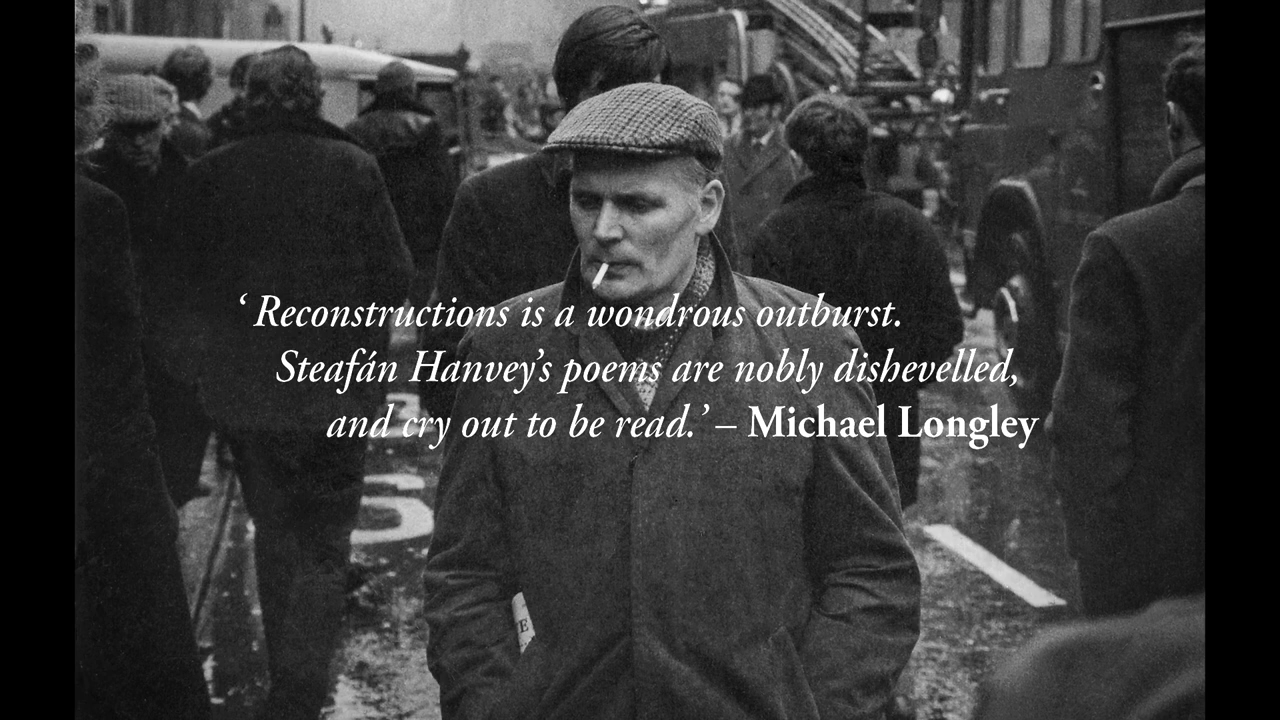 ‘ Reconstructions is a wondrous outburst.
Steafán Hanvey’s poems are nobly dishevelled,
and cry out to be read.’ – Michael Longley
E